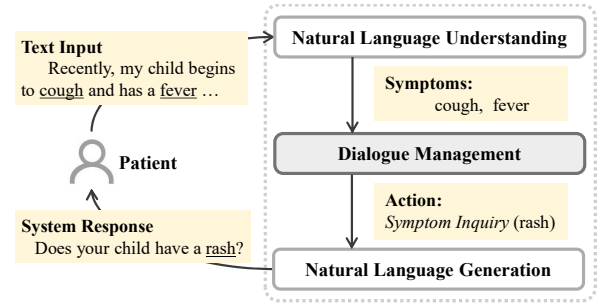 Text Input
Recently, my child begins
to cough and has a fever …
Patient
System Response
Does your child have a rash?
Natural Language Understanding
Symptoms:
cough, fever
Dialogue Management
Action:
Symptom Inquiry (rash)
Natural Language Generation